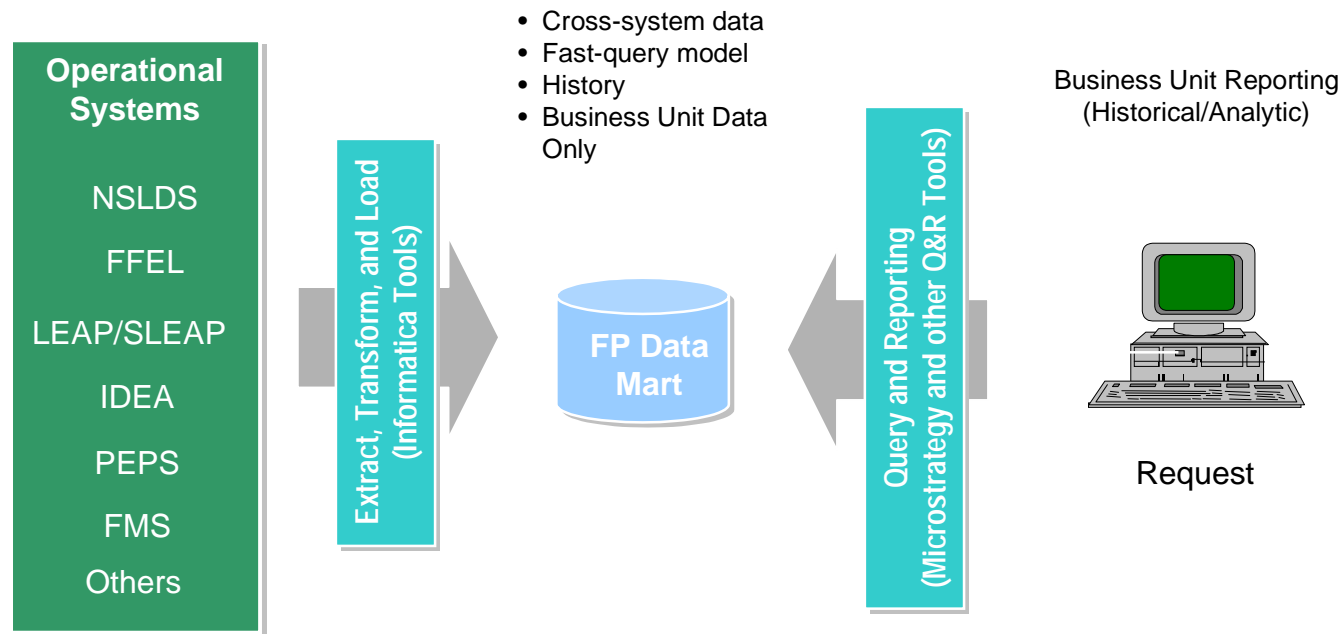 Operational
Systems
NSLDS
FFEL
LEAP/SLEAP
IDEA
PEPS
FMS
Others
Extract, Transform, and Load
(Informatica Tools)
• Cross-system data
• Fast-query model
• History
• Business Unit Data
Only
FP Data
Mart
Query and Reporting
(Microstrategy and other Q&R Tools)
Business Unit Reporting
(Historical/Analytic)
Request